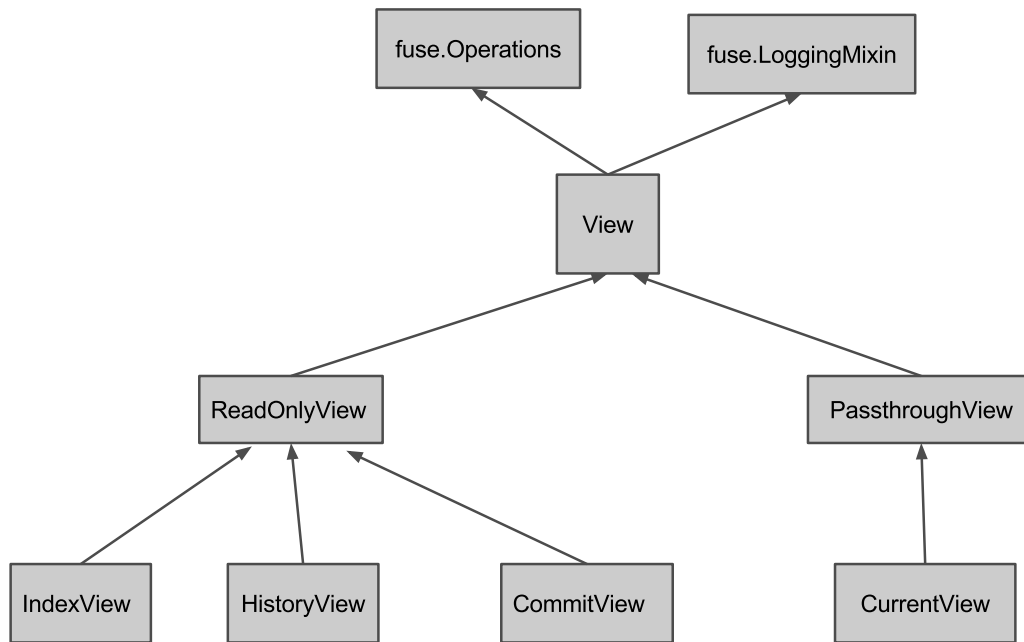 fuse.Operations
fuse.LoggingMixin
View
ReadOnlyView
PassthroughView
IndexView
HistoryView
CommitView
CurrentView